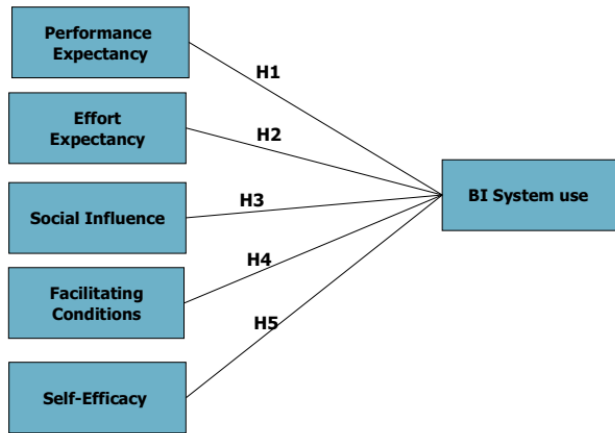 Performance
Expectancy
H1
Effort
Expectancy
H2
BI System use
Social Influence
H3
Facilitating
Conditions
H4
H5
Self-Efficacy